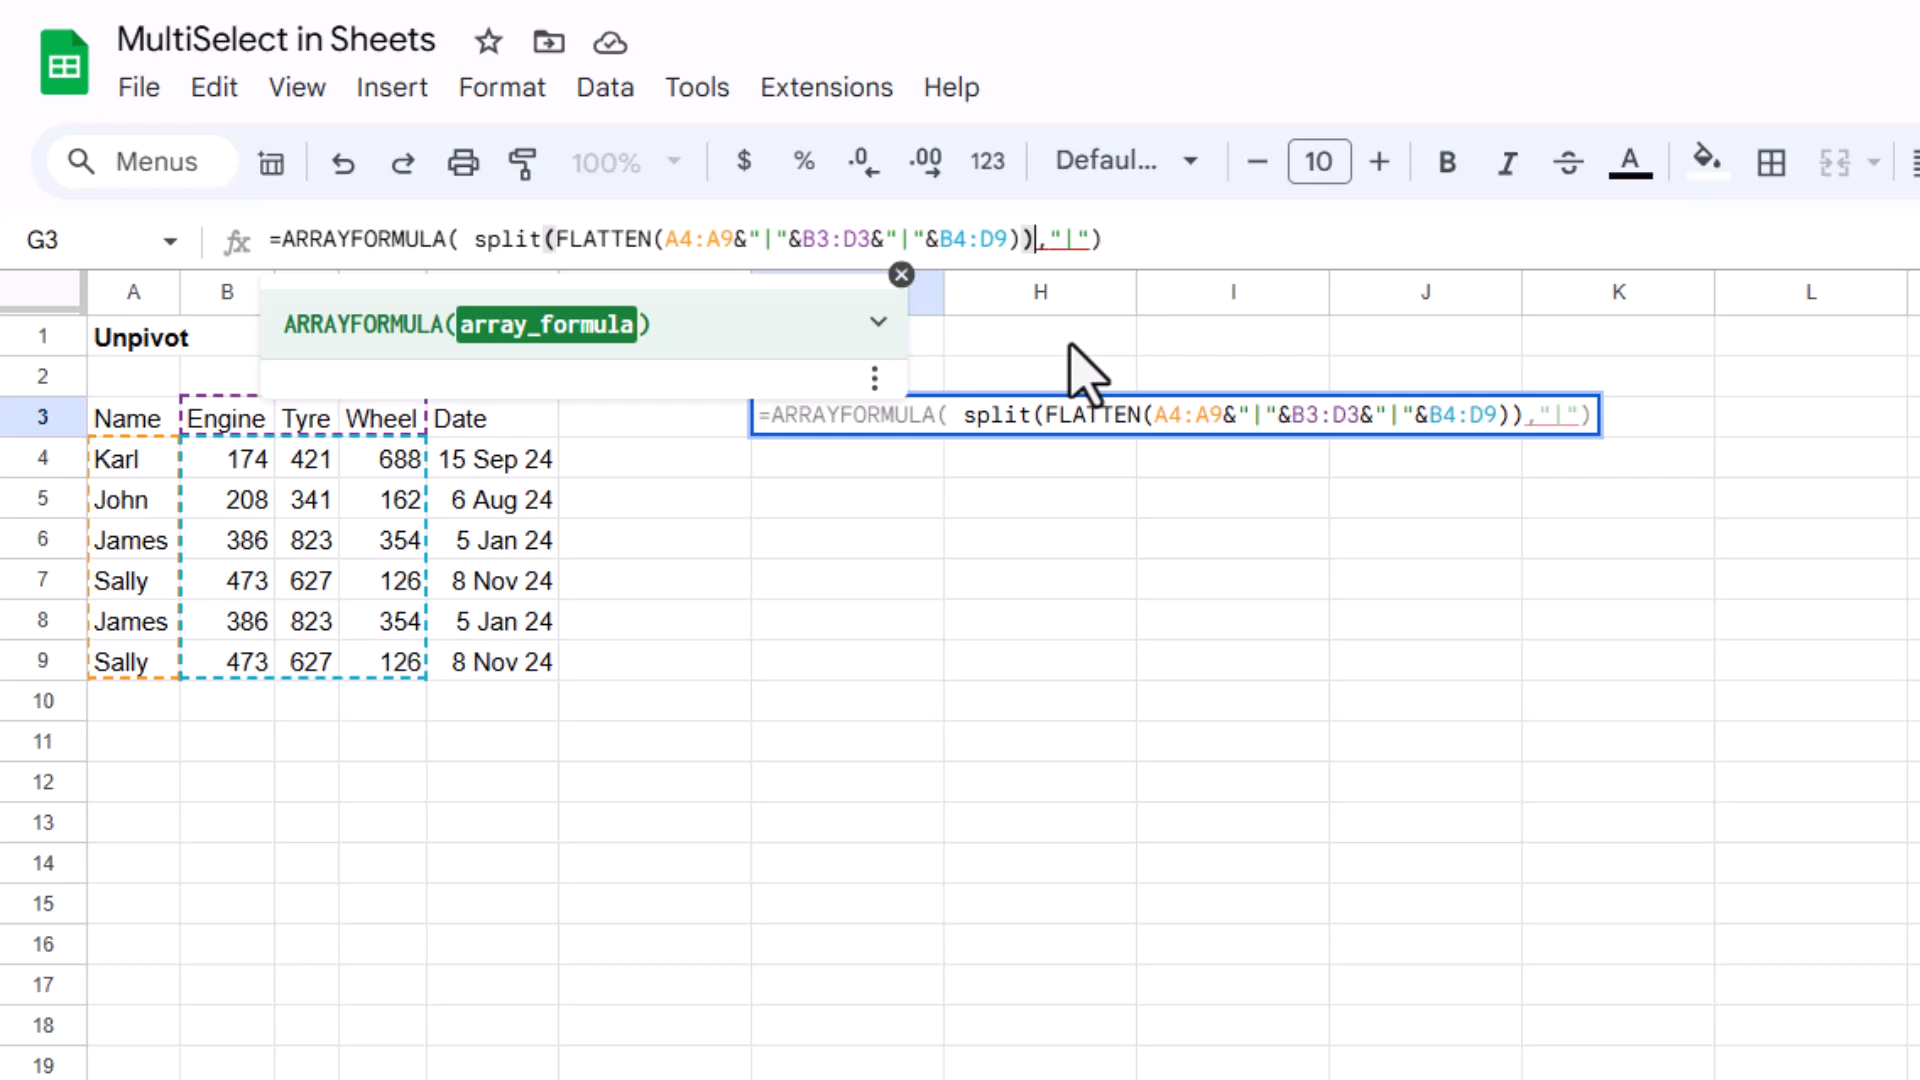 MultiSelect in Sheets
File Edit View Insert Format Data Tools Extensions Help
Menus 100% $ % .0 .00 123 Defaul... 10 B I A
G3 fx =ARRAYFORMULA( split(FLATTEN(A4:A9&"|"&B3:D3&"|"&B4:D9)),"|")
A B H I J K L
ARRAYFORMULA(array_formula)
1 Unpivot
2
3 Name Engine Tyre Wheel Date =ARRAYFORMULA( split(FLATTEN(A4:A9&"|"&B3:D3&"|"&B4:D9)),"|")
4 Karl 174 421 688 15 Sep 24
5 John 208 341 162 6 Aug 24
6 James 386 823 354 5 Jan 24
7 Sally 473 627 126 8 Nov 24
8 James 386 823 354 5 Jan 24
9 Sally 473 627 126 8 Nov 24
10
11
12
13
14
15
16
17
18
19